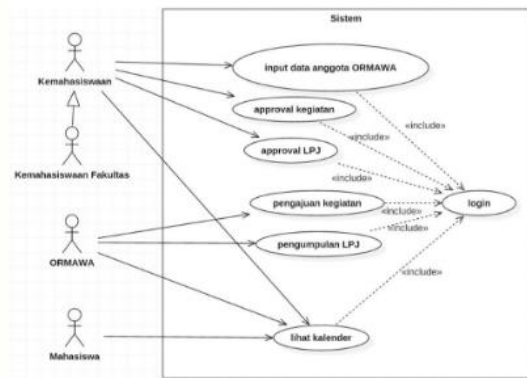 Sistem
Kemahasiswaan
input data anggota ORMAWA
approval kegiatan
«include»
«include»
approval LPJ
«include»
Kemahasiswaan Fakultas
pengajuan kegiatan
«include»
login
ORMAWA
pengumpulan LPJ
«include»
«include»
lihat kalender
Mahasiswa